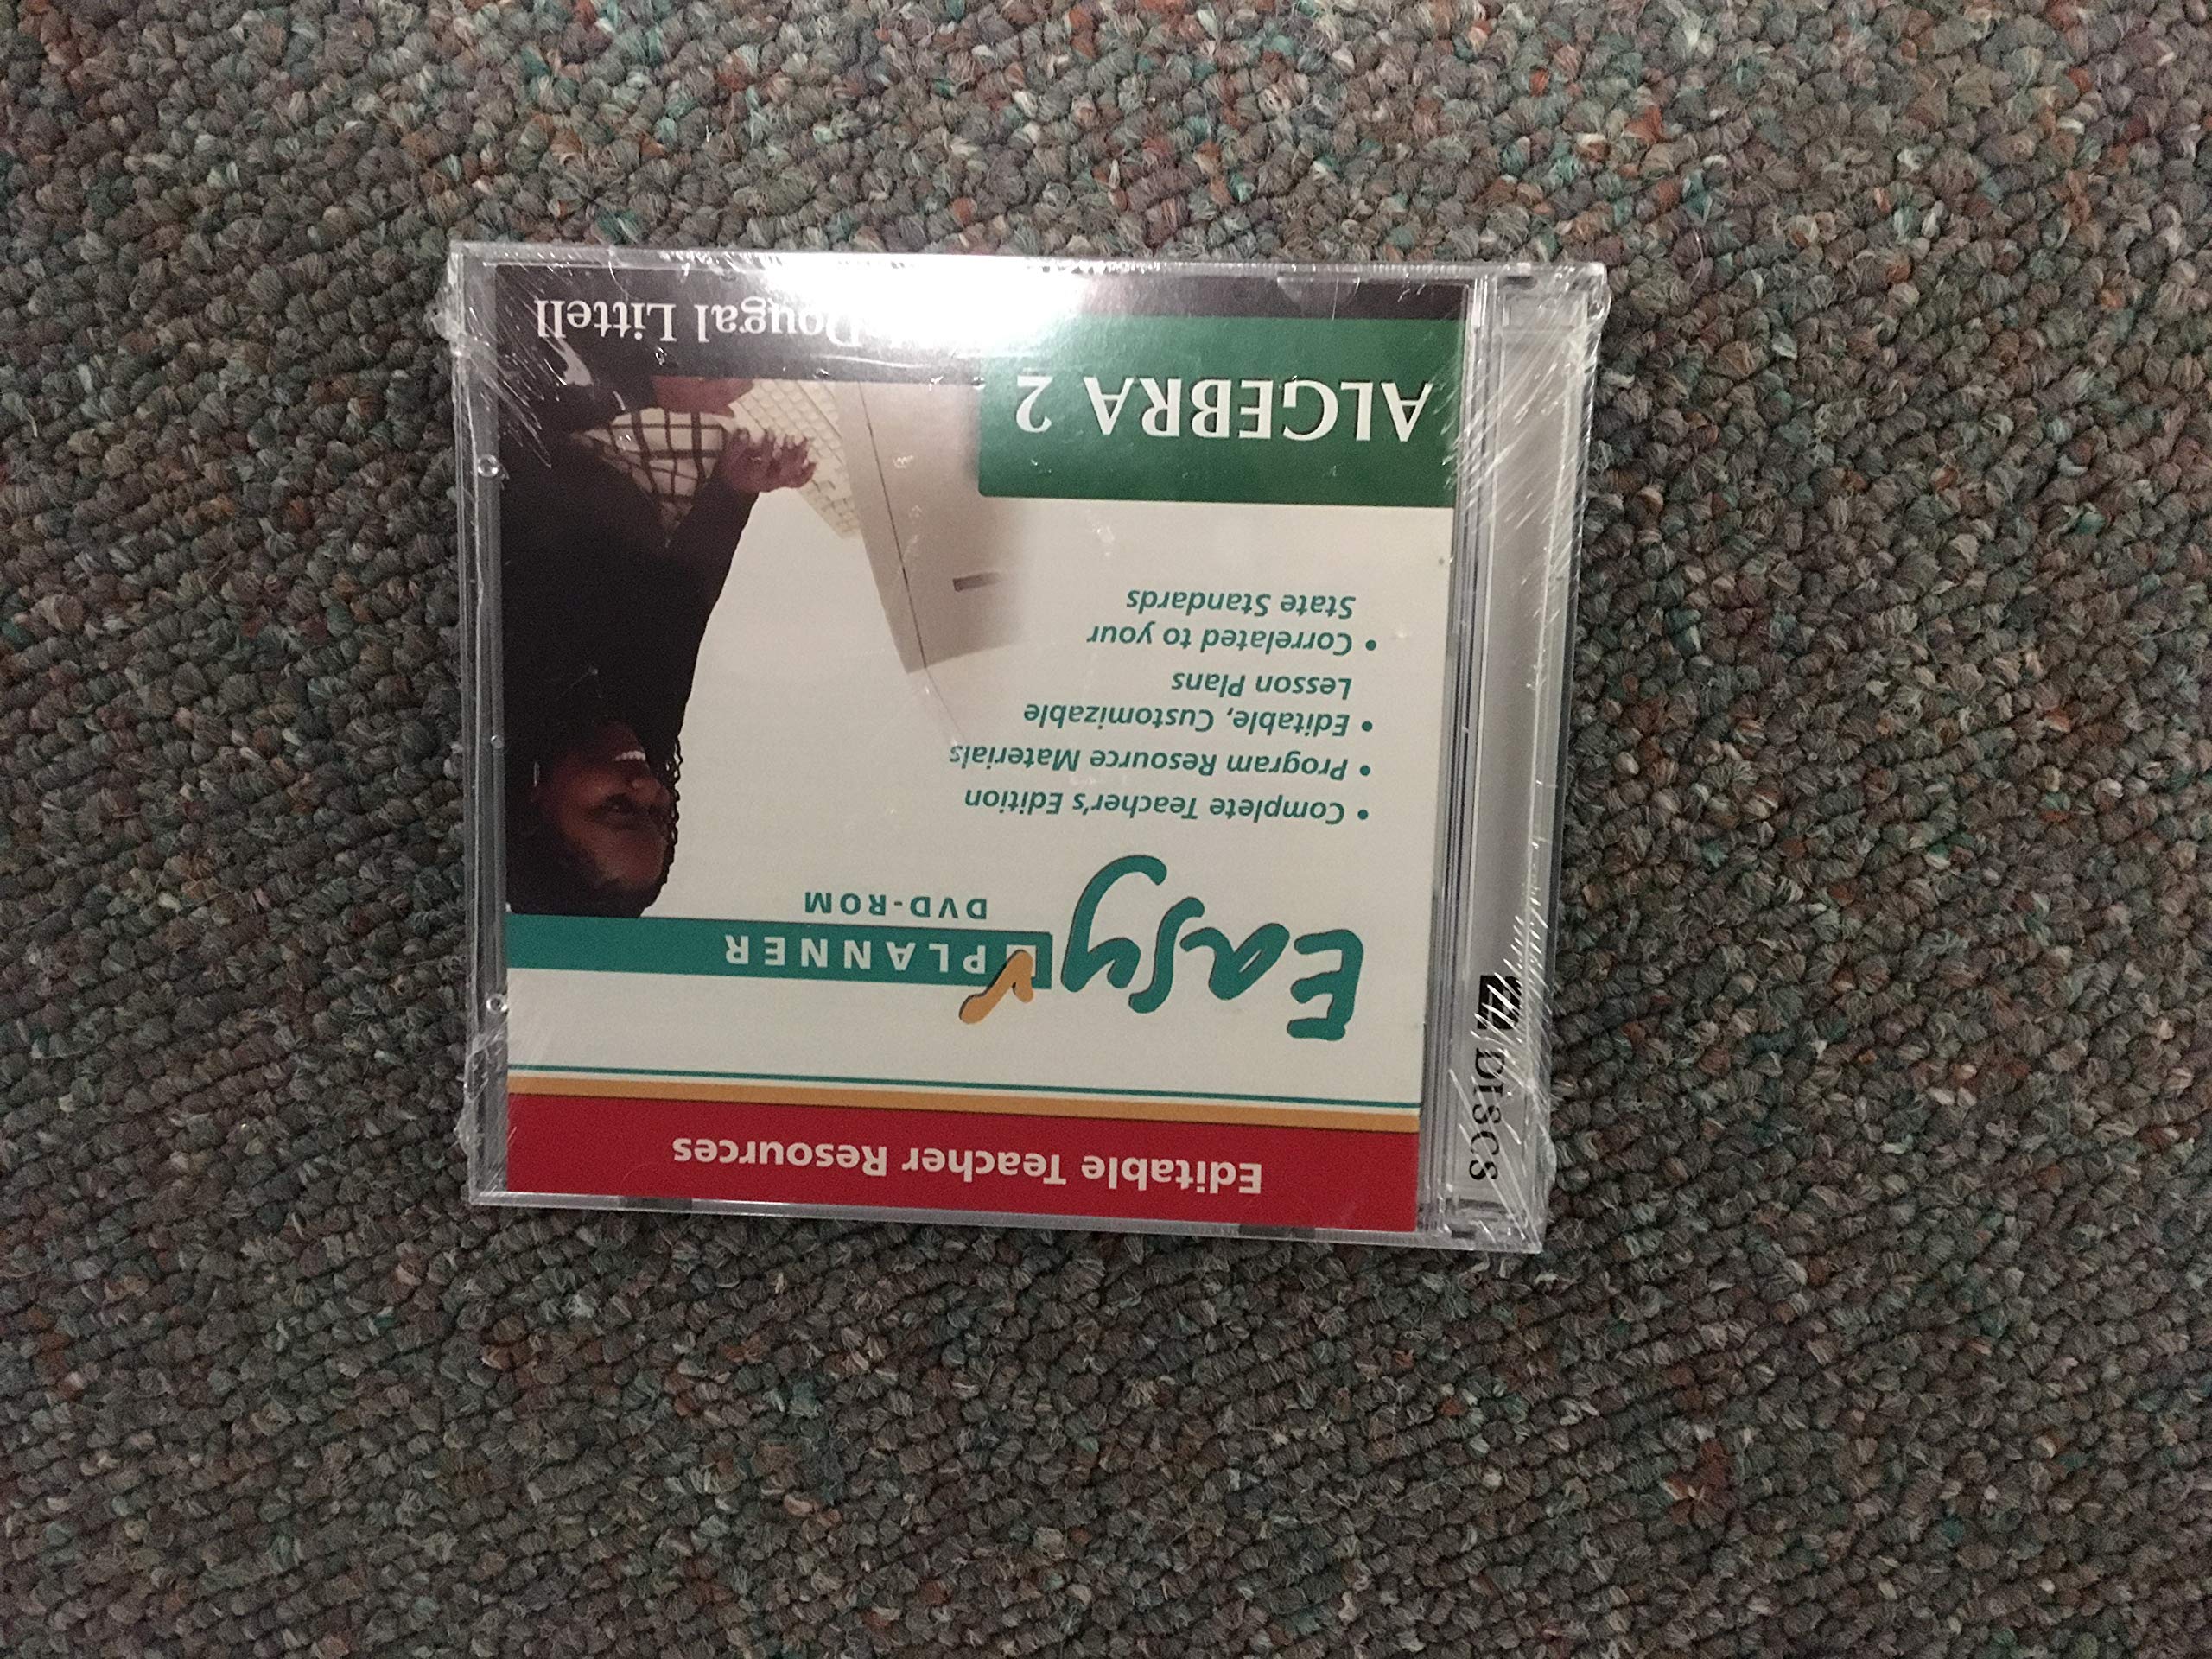 Editable Teacher Resources
Easy PLANNER
DVD-ROM
• Complete Teacher's Edition
• Program Resource Materials
• Editable, Customizable
Lesson Plans
• Correlated to your
State Standards
ALGEBRA 2
Littell
DISCS